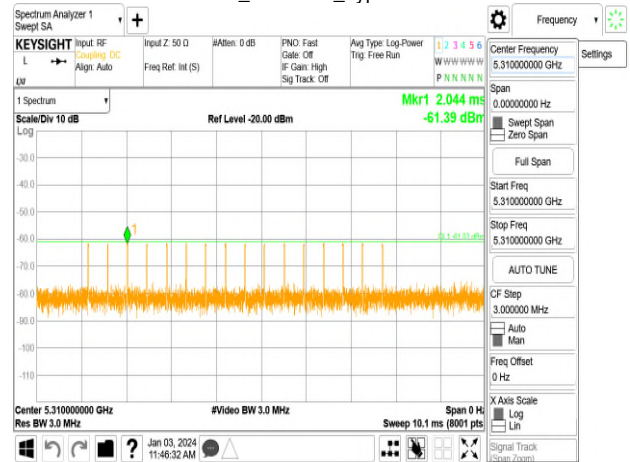 Spectrum Analyzer 1
Swept SA
Frequency
KEYSIGHT
Input: RF
Coupling: DC
Align: Auto
Input Z: 50 Ω
Freq Ref: Int (S)
#Atten: 0 dB
PNO: Fast
Gate: Off
IF Gain: High
Sig Track: Off
Avg Type: Log-Power
Trig: Free Run
1 2 3 4 5 6
W W W W W W
P N N N N N
L
Center Frequency
5.310000000 GHz
Settings
Span
0.00000000 Hz
Swept Span
Zero Span
Full Span
Start Freq
5.310000000 GHz
Stop Freq
5.310000000 GHz
AUTO TUNE
CF Step
3.000000 MHz
Auto
Man
Freq Offset
0 Hz
X Axis Scale
Log
Lin
Signal Track
(Span Zoom)
1 Spectrum
Mkr1 2.044 ms
Scale/Div 10 dB
Ref Level -20.00 dBm
-61.39 dBm
Log
-30.0
-40.0
-50.0
1
-60.0
-70.0
-80.0
-90.0
-100
-110
Center 5.310000000 GHz
#Video BW 3.0 MHz
Span 0 Hz
Res BW 3.0 MHz
Sweep 10.1 ms (8001 pts)
?
Jan 03, 2024
11:46:32 AM